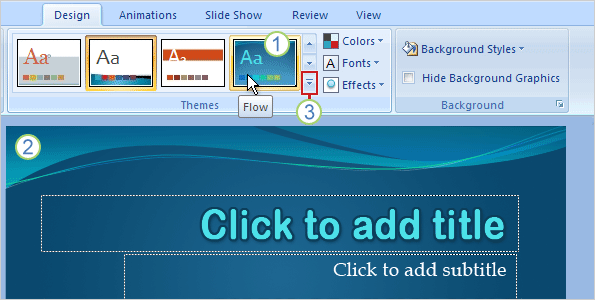 Design Animations Slide Show Review View
Aa Aa Aa Aa 1 Colors
A Fonts
Effects
Background Styles
Hide Background Graphics
Themes Background
Flow 3
2
Click to add title
Click to add subtitle